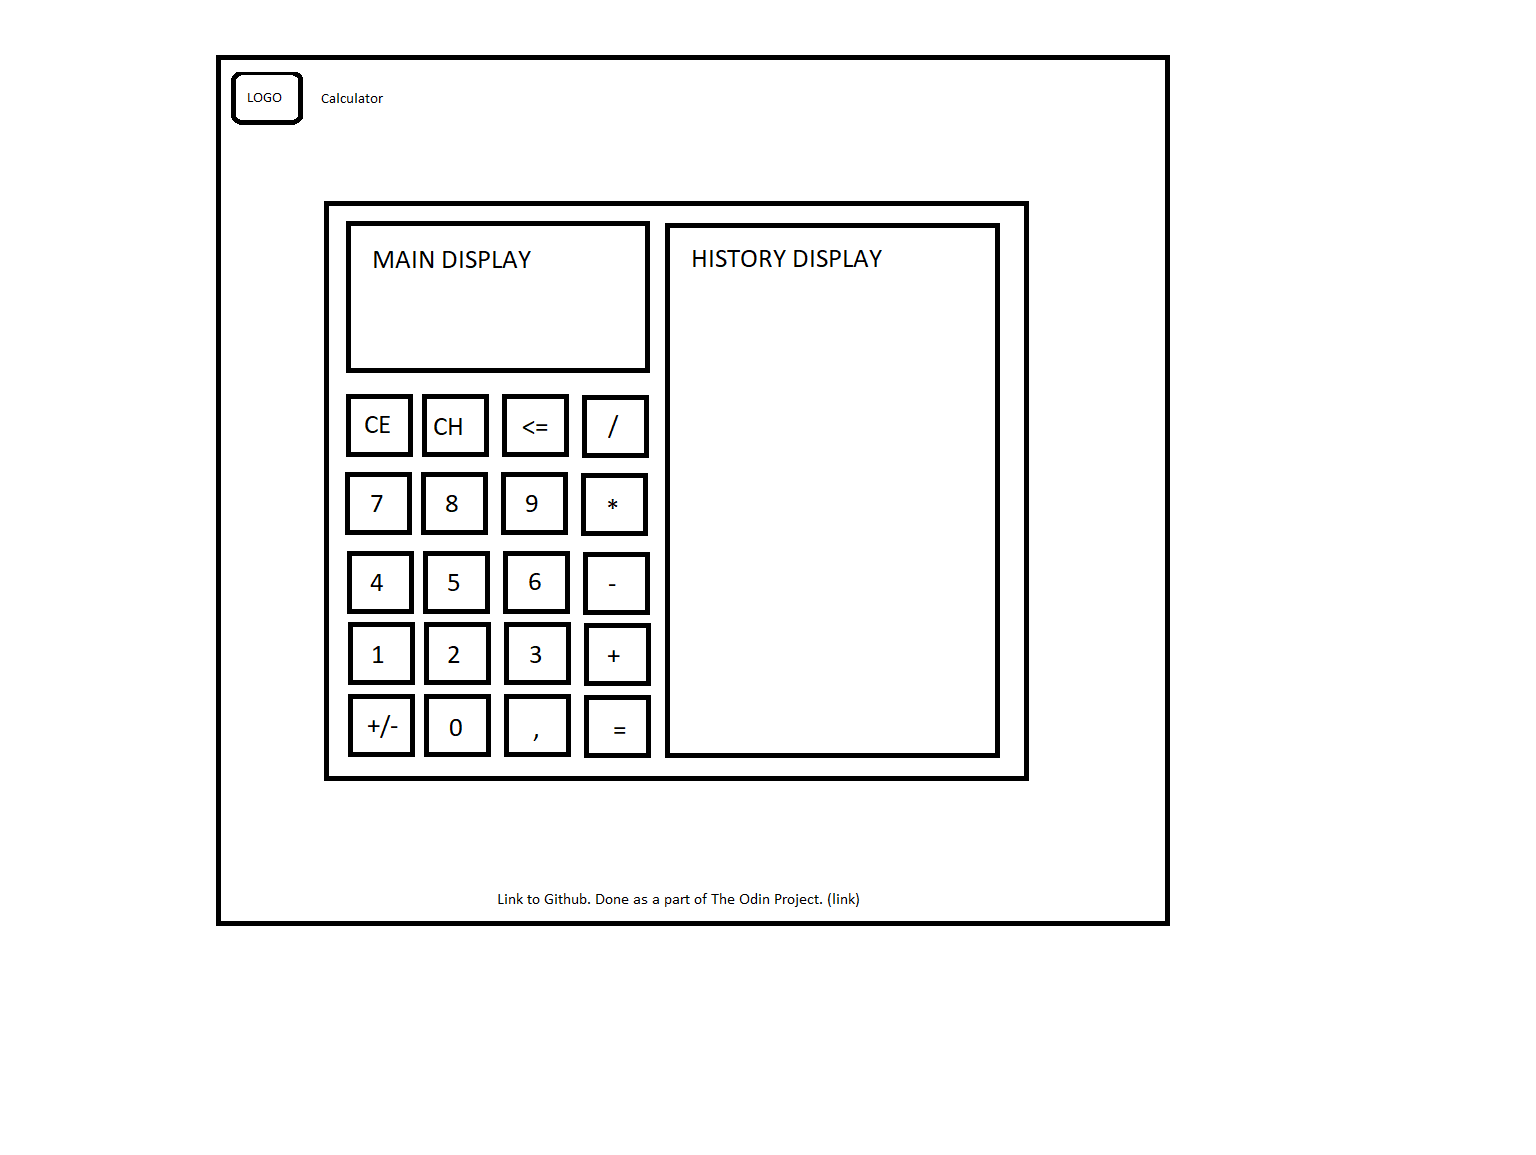 LOGO
Calculator
MAIN DISPLAY
HISTORY DISPLAY
CE CH <= /
7 8 9 *
4 5 6 -
1 2 3 +
+/- 0 , =
Link to Github. Done as a part of The Odin Project. (link)